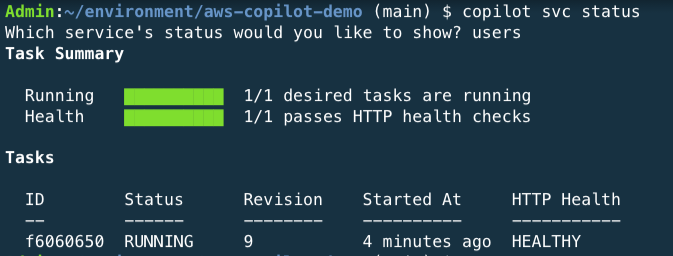 Admin:~/environment/aws-copilot-demo (main) $ copilot svc status
Which service's status would you like to show? users
Task Summary
Running 1/1 desired tasks are running
Health 1/1 passes HTTP health checks
Tasks
ID Status Revision Started At HTTP Health
-- ------ -------- ---------- -----------
f6060650 RUNNING 9 4 minutes ago HEALTHY